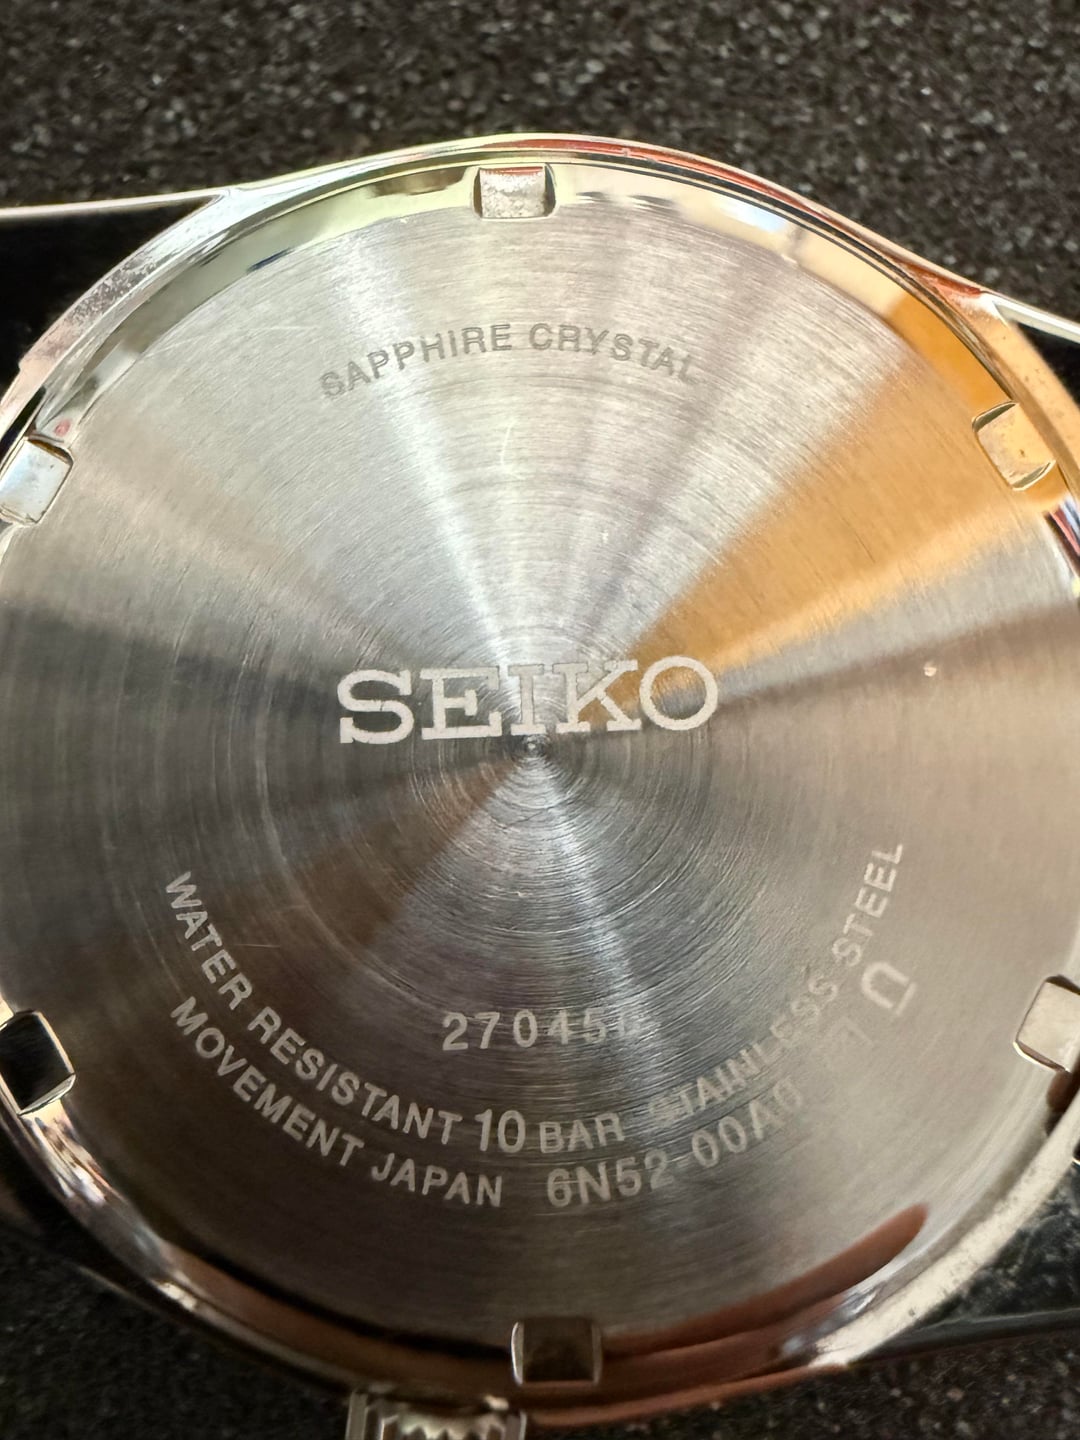 SAPPHIRE CRYSTAL
SEIKO
27045
WATER RESISTANT 10 BAR STAINLESS STEEL
MOVEMENT JAPAN 6N52-00A0